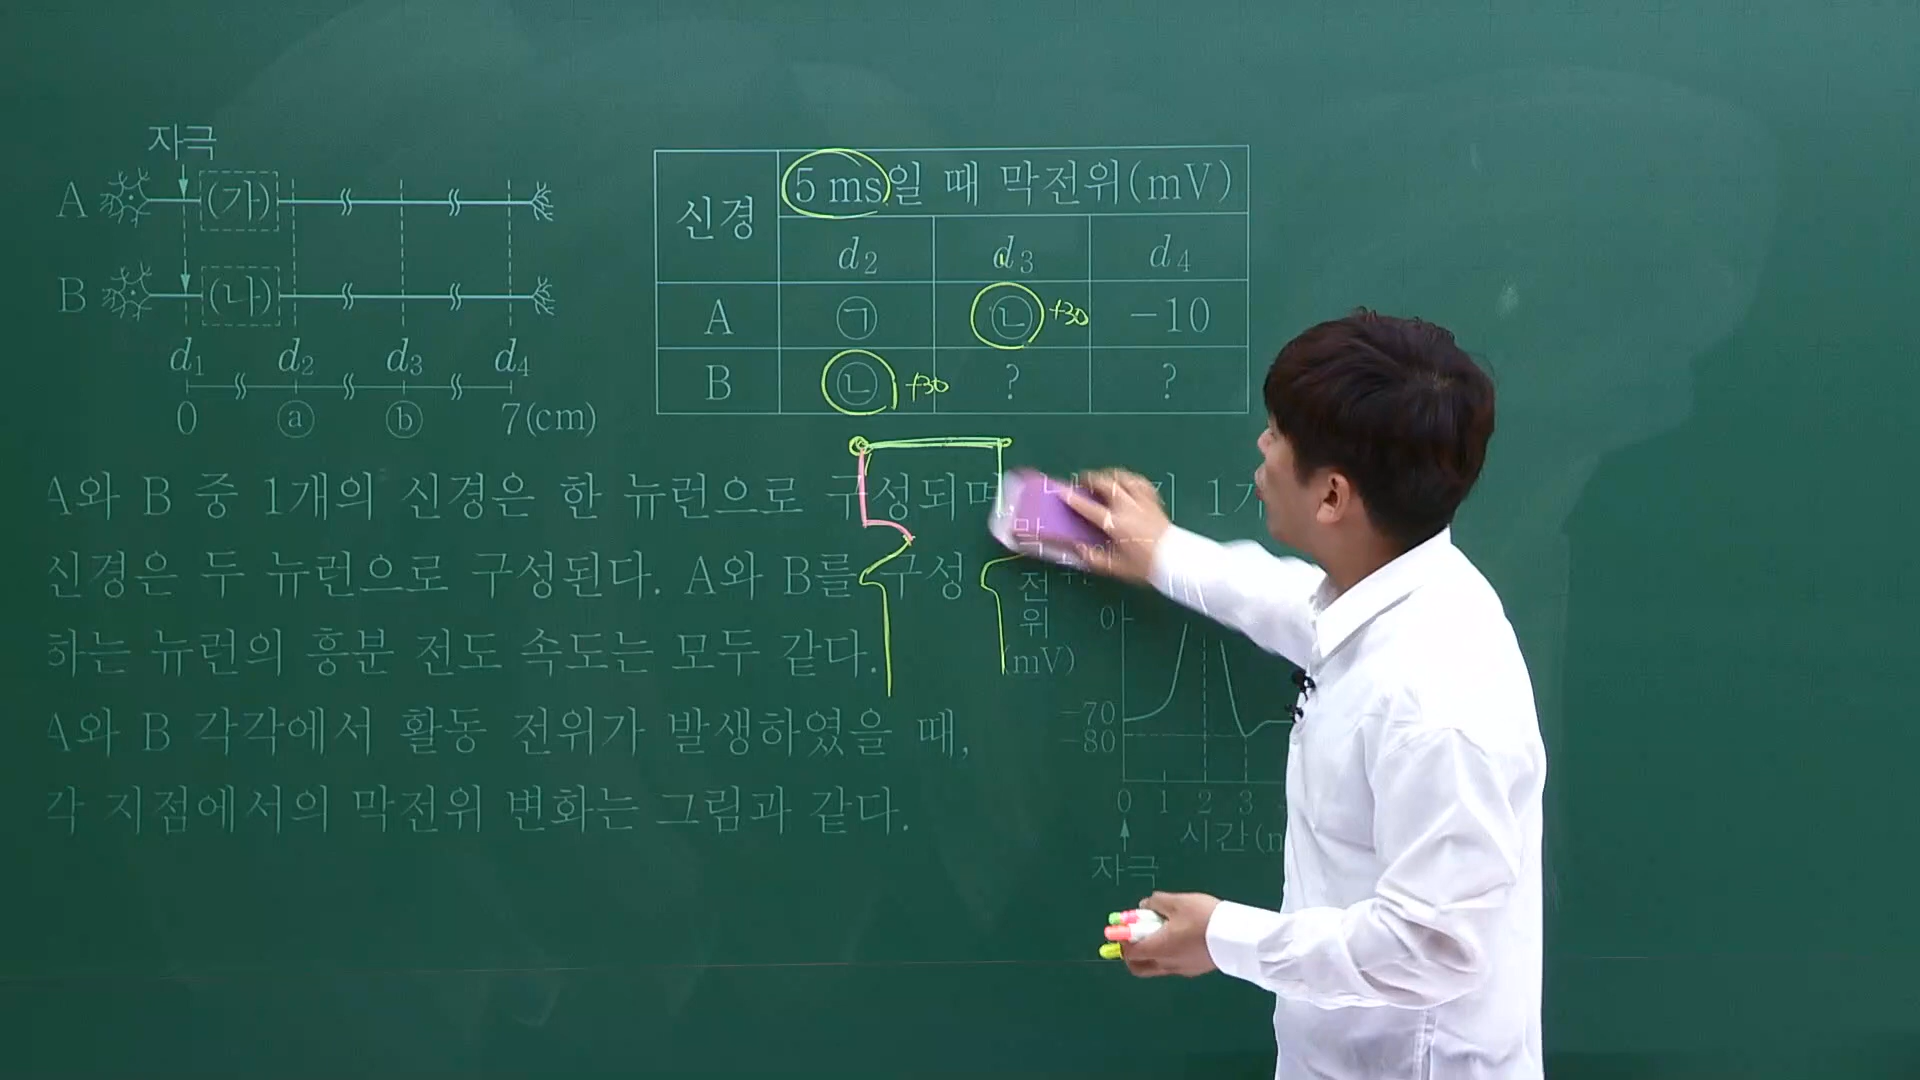 자극
A (가)
B (나)
d1 d2 d3 d4
0 ⓐ ⓑ 7(cm)
신경 5 ms일 때 막전위(mV)
d2 d3 d4
A ㉠ ㉡ +30 -10
B ㉡ +30 ? ?
A와 B 중 1개의 신경은 한 뉴런으로 구성되며, 1개
신경은 두 뉴런으로 구성된다. A와 B를 구성
하는 뉴런의 흥분 전도 속도는 모두 같다.
A와 B 각각에서 활동 전위가 발생하였을 때,
각 지점에서의 막전위 변화는 그림과 같다.
막전위(mV)
+30
0
-70
-80
0 1 2 3
시간(m
자극